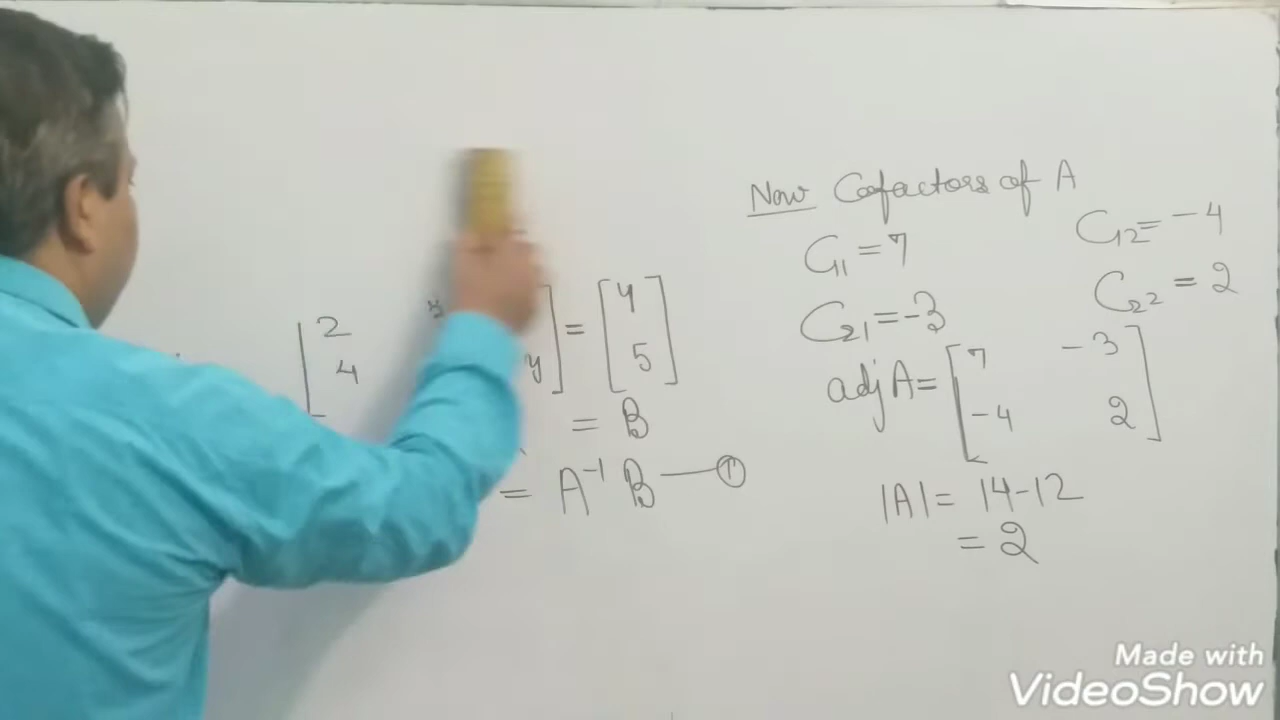 [2
4
y] = [4
5]
= B
= A⁻¹ B —— ①
Now Cofactors of A
C₁₁ = 7 C₁₂ = -4
C₂₁ = -3 C₂₂ = 2
adj A = [7 -3
-4 2]
|A| = 14-12
= 2
Made with
VideoShow